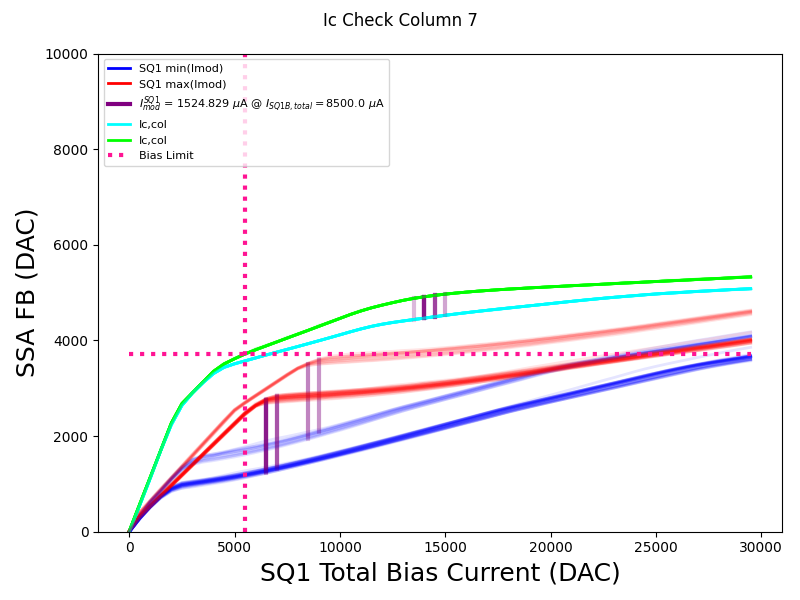 Ic Check Column 7
10000
8000
6000
4000
2000
0
SSA FB (DAC)
SQ1 min(Imod)
SQ1 max(Imod)
I_{mod}^{SQ1} = 1524.829 μA @ I_{SQ1B,total} = 8500.0 μA
Ic,col
Ic,col
Bias Limit
0 5000 10000 15000 20000 25000 30000
SQ1 Total Bias Current (DAC)